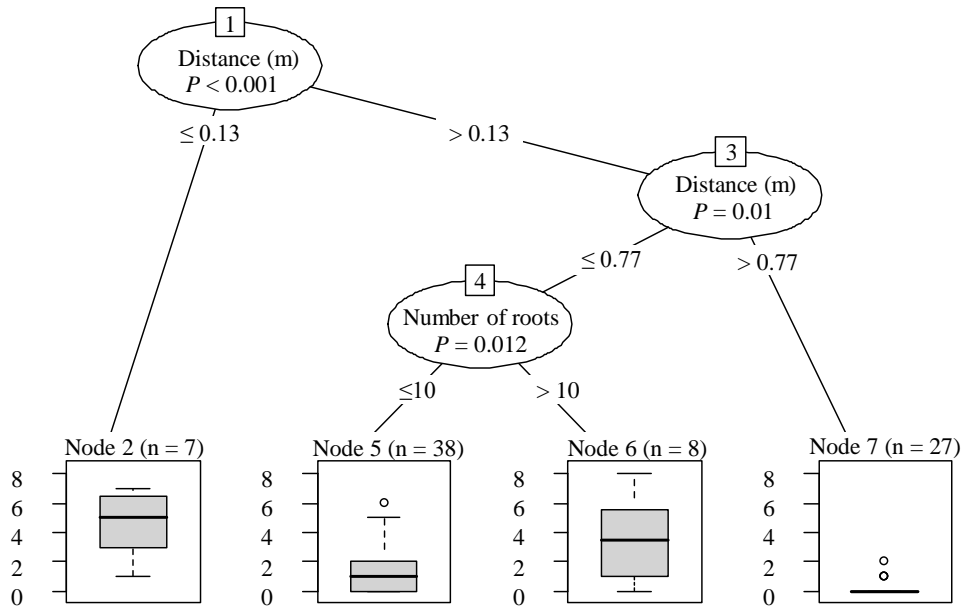 1
Distance (m)
P < 0.001
≤ 0.13
> 0.13
3
Distance (m)
P = 0.01
≤ 0.77
> 0.77
4
Number of roots
P = 0.012
≤10
> 10
Node 2 (n = 7)
8
6
4
2
0
Node 5 (n = 38)
8
6
4
2
0
Node 6 (n = 8)
8
6
4
2
0
Node 7 (n = 27)
8
6
4
2
0